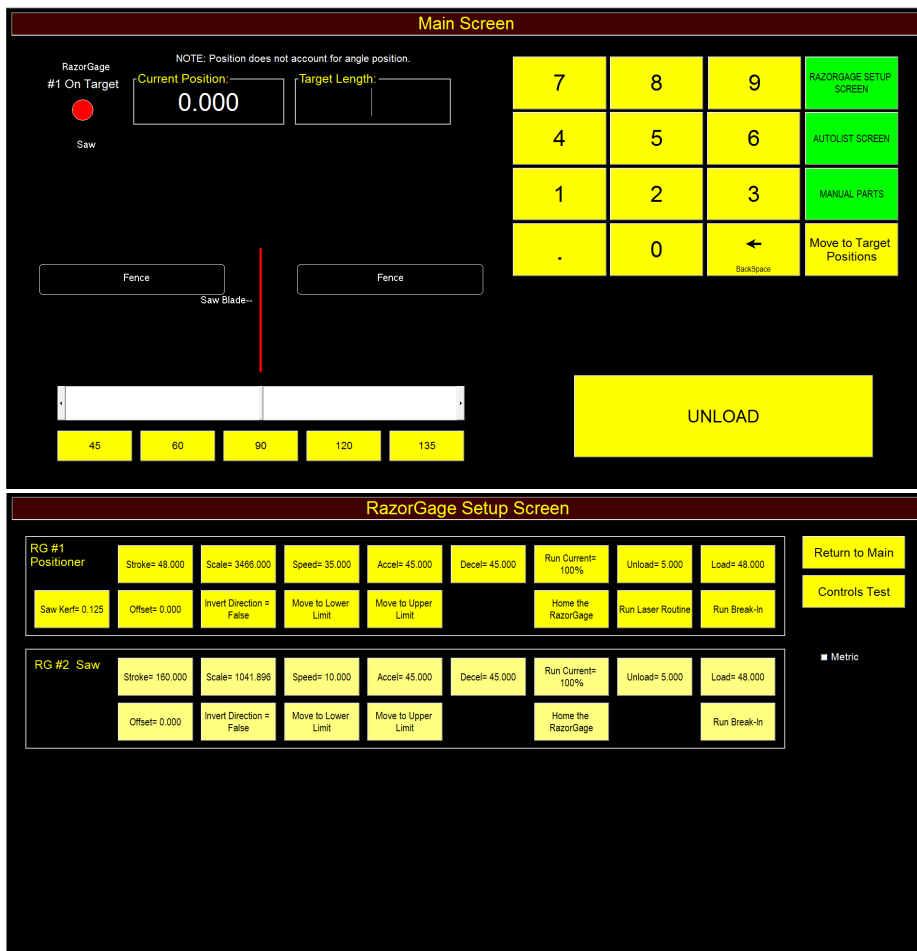 Main Screen
NOTE: Position does not account for angle position.
RazorGage
#1 On Target
Current Position:
0.000
Target Length:
Saw
7
8
9
RAZORGAGE SETUP
SCREEN
4
5
6
AUTOLIST SCREEN
1
2
3
MANUAL PARTS
.
0
BackSpace
Move to Target
Positions
Fence
Fence
Saw Blade--
45
60
90
120
135
UNLOAD
RazorGage Setup Screen
RG #1
Positioner
Stroke= 48.000
Scale= 3466.000
Speed= 35.000
Accel= 45.000
Decel= 45.000
Run Current=
100%
Unload= 5.000
Load= 48.000
Return to Main
Saw Kerf= 0.125
Offset= 0.000
Invert Direction =
False
Move to Lower
Limit
Move to Upper
Limit
Home the
RazorGage
Run Laser Routine
Run Break-In
Controls Test
RG #2 Saw
Stroke= 160.000
Scale= 1041.896
Speed= 10.000
Accel= 45.000
Decel= 45.000
Run Current=
100%
Unload= 5.000
Load= 48.000
Metric
Offset= 0.000
Invert Direction =
False
Move to Lower
Limit
Move to Upper
Limit
Home the
RazorGage
Run Break-In